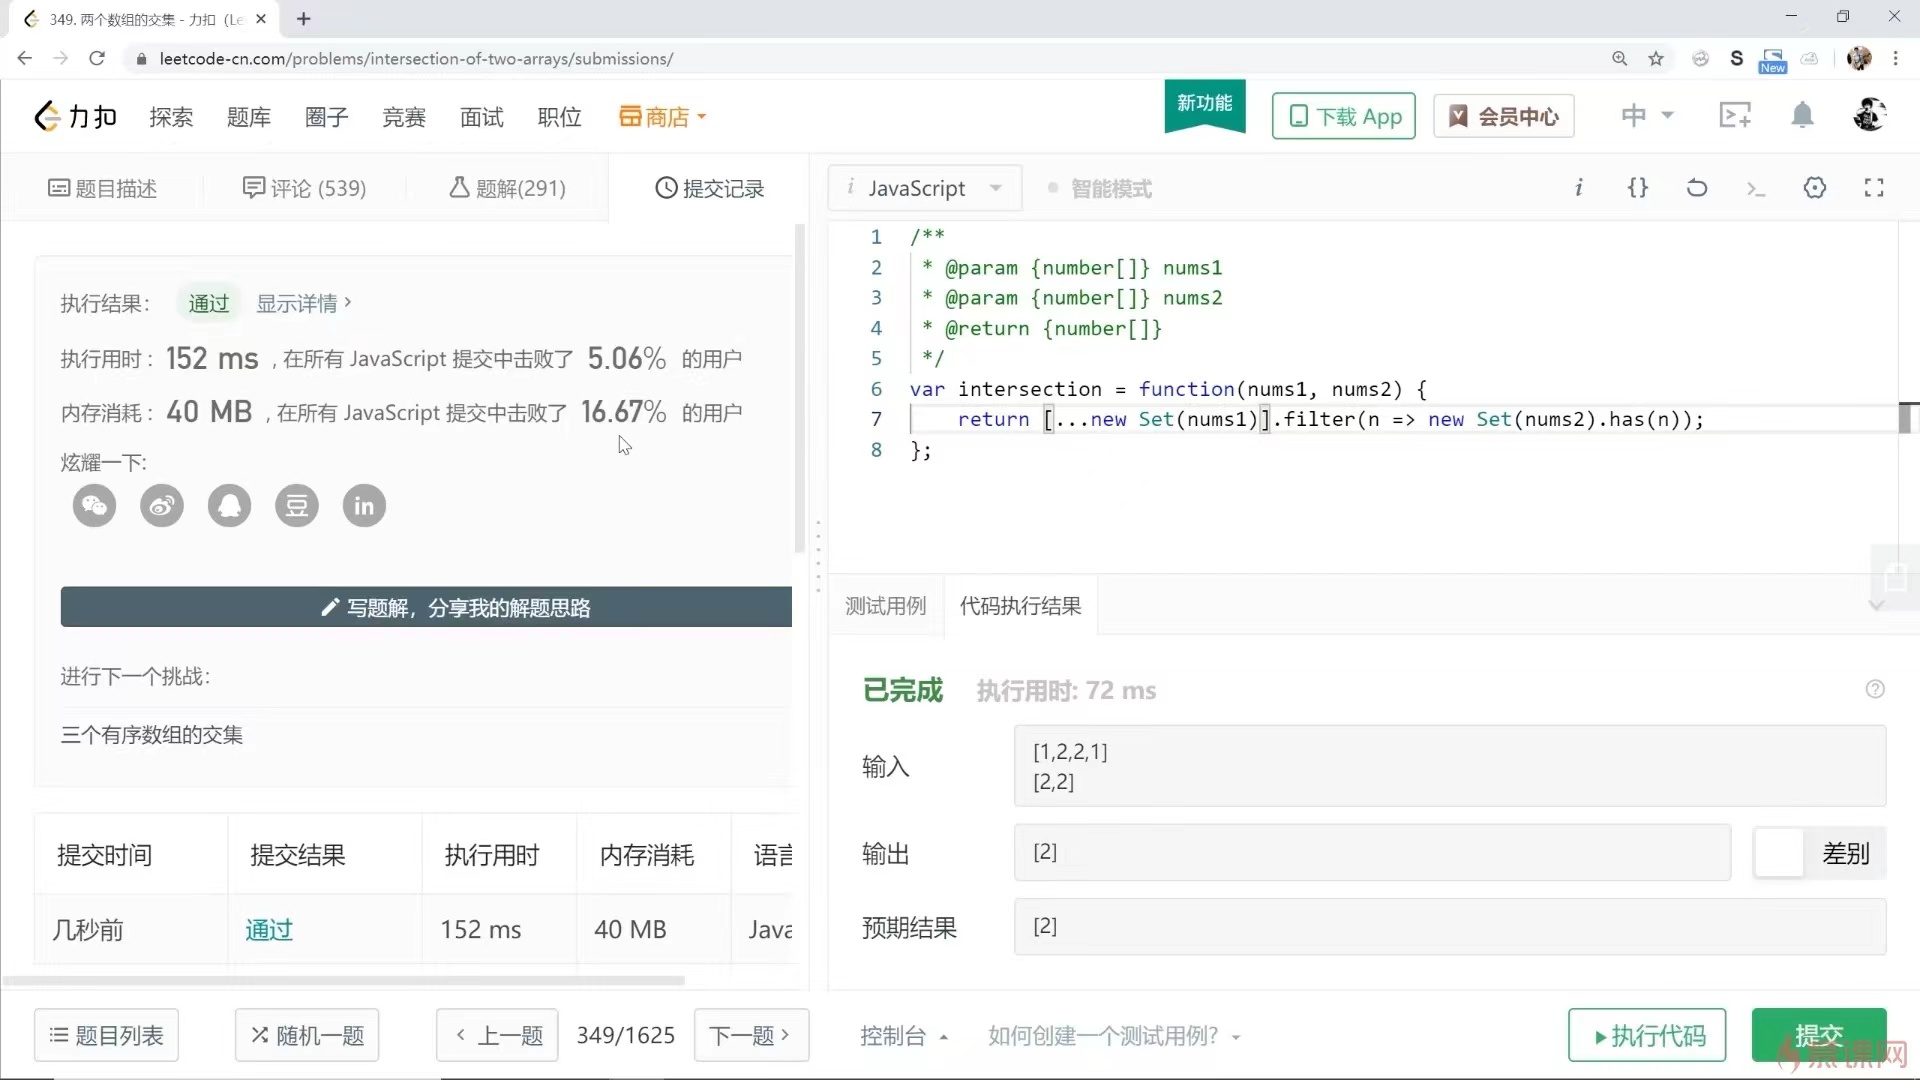 349. 两个数组的交集 - 力扣（Le
leetcode-cn.com/problems/intersection-of-two-arrays/submissions/
S
New
力扣
探索
题库
圈子
竞赛
面试
职位
商店
新功能
下载 App
会员中心
中
题目描述
评论 (539)
题解(291)
提交记录
i JavaScript
智能模式
i {}
执行结果：
通过
显示详情 >
执行用时 : 152 ms , 在所有 JavaScript 提交中击败了 5.06% 的用户
内存消耗 : 40 MB , 在所有 JavaScript 提交中击败了 16.67% 的用户
炫耀一下:
豆
in
写题解，分享我的解题思路
进行下一个挑战：
三个有序数组的交集
提交时间 提交结果 执行用时 内存消耗 语言
几秒前 通过 152 ms 40 MB Java
题目列表
随机一题
< 上一题
349/1625
下一题 >
1 /**
2 * @param {number[]} nums1
3 * @param {number[]} nums2
4 * @return {number[]}
5 */
6 var intersection = function(nums1, nums2) {
7 return [...new Set(nums1)].filter(n => new Set(nums2).has(n));
8 };
测试用例
代码执行结果
已完成 执行用时: 72 ms
输入
[1,2,2,1]
[2,2]
输出
[2]
差别
预期结果
[2]
控制台
如何创建一个测试用例?
执行代码
提交
慕课网